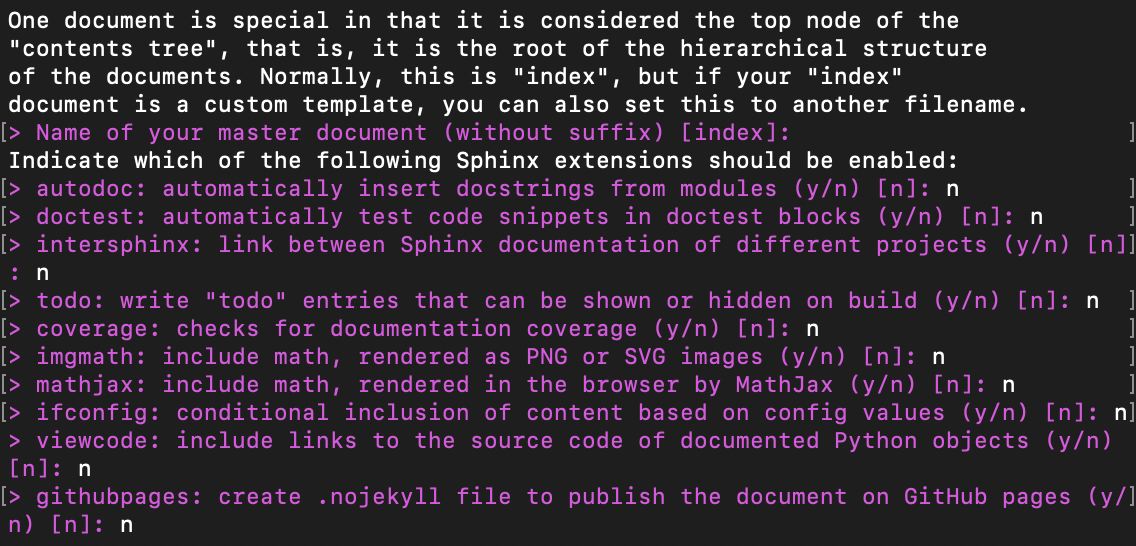 One document is special in that it is considered the top node of the
"contents tree", that is, it is the root of the hierarchical structure
of the documents. Normally, this is "index", but if your "index"
document is a custom template, you can also set this to another filename.
[> Name of your master document (without suffix) [index]: ]
Indicate which of the following Sphinx extensions should be enabled:
[> autodoc: automatically insert docstrings from modules (y/n) [n]: n ]
[> doctest: automatically test code snippets in doctest blocks (y/n) [n]: n ]
[> intersphinx: link between Sphinx documentation of different projects (y/n) [n]]
: n
[> todo: write "todo" entries that can be shown or hidden on build (y/n) [n]: n ]
[> coverage: checks for documentation coverage (y/n) [n]: n ]
[> imgmath: include math, rendered as PNG or SVG images (y/n) [n]: n ]
[> mathjax: include math, rendered in the browser by MathJax (y/n) [n]: n ]
[> ifconfig: conditional inclusion of content based on config values (y/n) [n]: n]
> viewcode: include links to the source code of documented Python objects (y/n)
[n]: n
[> githubpages: create .nojekyll file to publish the document on GitHub pages (y/]
n) [n]: n